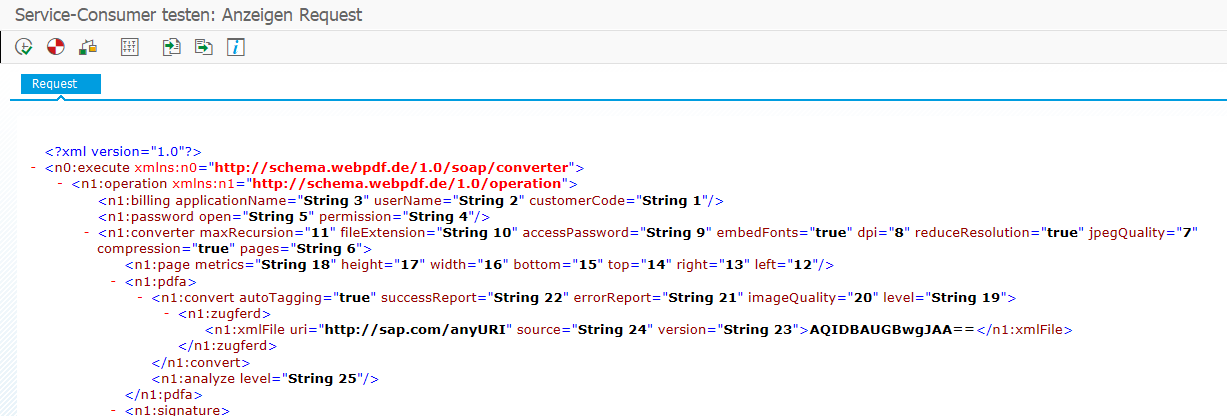 Service-Consumer testen: Anzeigen Request
Request
<?xml version="1.0"?>
- <n0:execute xmlns:n0="http://schema.webpdf.de/1.0/soap/converter">
- <n1:operation xmlns:n1="http://schema.webpdf.de/1.0/operation">
<n1:billing applicationName="String 3" userName="String 2" customerCode="String 1"/>
<n1:password open="String 5" permission="String 4"/>
- <n1:converter maxRecursion="11" fileExtension="String 10" accessPassword="String 9" embedFonts="true" dpi="8" reduceResolution="true" jpegQuality="7"
compression="true" pages="String 6">
<n1:page metrics="String 18" height="17" width="16" bottom="15" top="14" right="13" left="12"/>
- <n1:pdfa>
- <n1:convert autoTagging="true" successReport="String 22" errorReport="String 21" imageQuality="20" level="String 19">
- <n1:zugferd>
<n1:xmlFile uri="http://sap.com/anyURI" source="String 24" version="String 23">AQIDBAUGBwgJAA==</n1:xmlFile>
</n1:zugferd>
</n1:convert>
<n1:analyze level="String 25"/>
</n1:pdfa>
- <n1:signature>